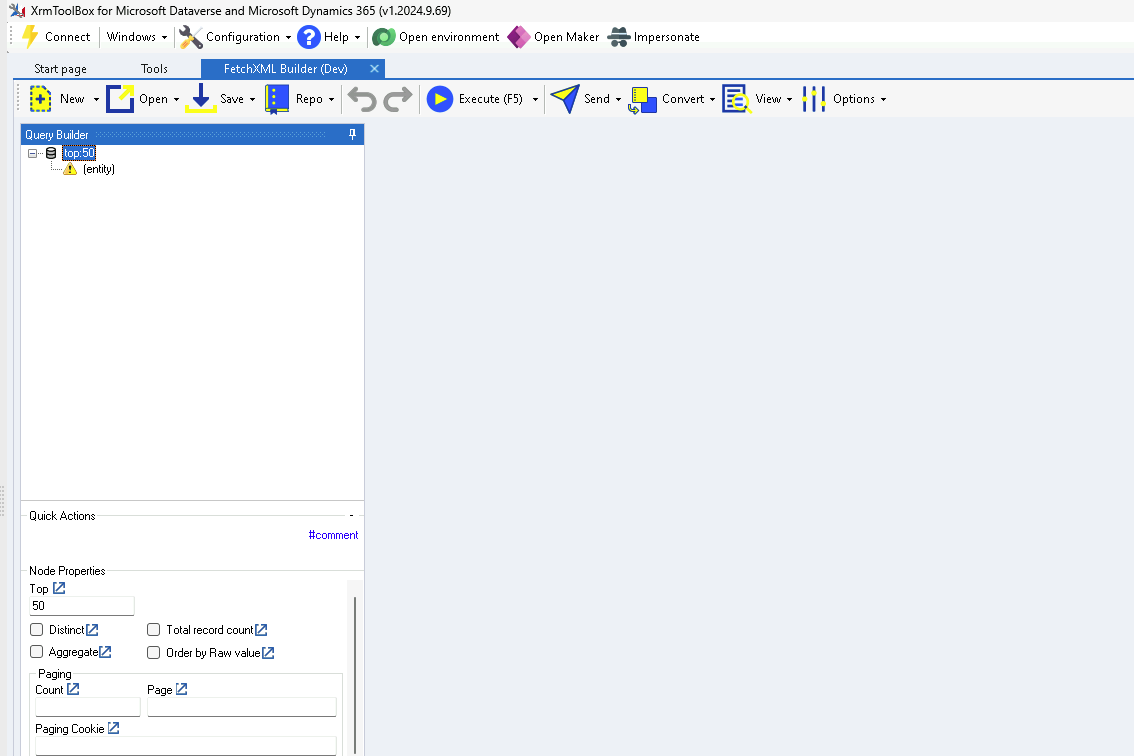 XrmToolBox for Microsoft Dataverse and Microsoft Dynamics 365 (v1.2024.9.69)
Connect Windows Configuration Help Open environment Open Maker Impersonate
Start page Tools FetchXML Builder (Dev)
New Open Save Repo Execute (F5) Send Convert View Options
Query Builder
top:50
(entity)
Quick Actions -
#comment
Node Properties
Top
50
Distinct Total record count
Aggregate Order by Raw value
Paging
Count Page
Paging Cookie